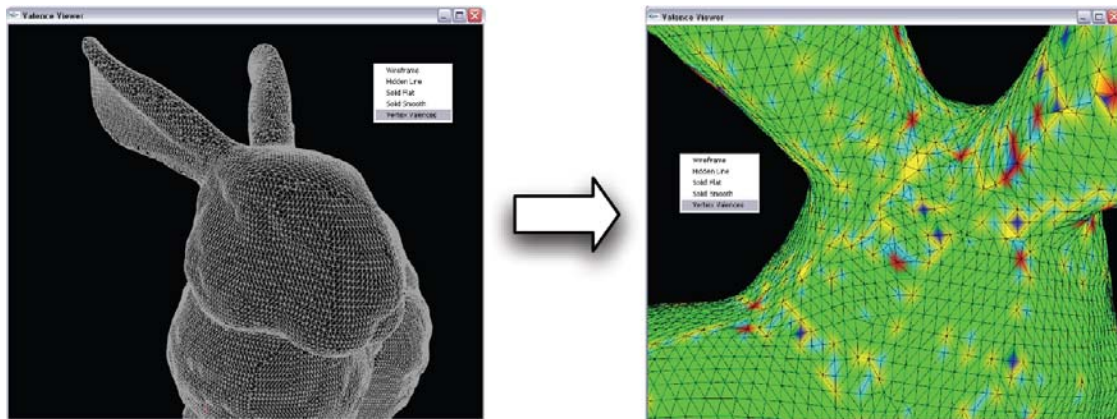 Valence Viewer
Wireframe
Hidden Line
Solid Flat
Solid Smooth
Vertex Valences
Valence Viewer
Wireframe
Hidden Line
Solid Flat
Solid Smooth
Vertex Valences